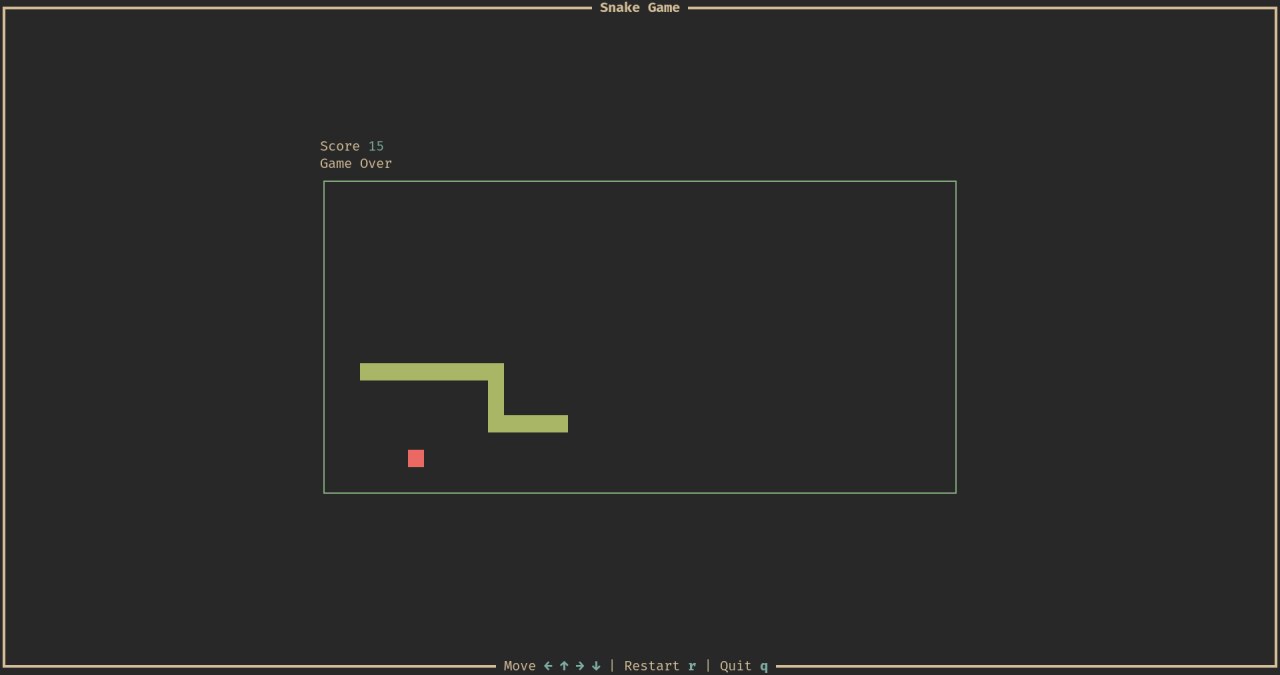 Snake Game
Score 15
Game Over
Move ← ↑ → ↓ | Restart r | Quit q